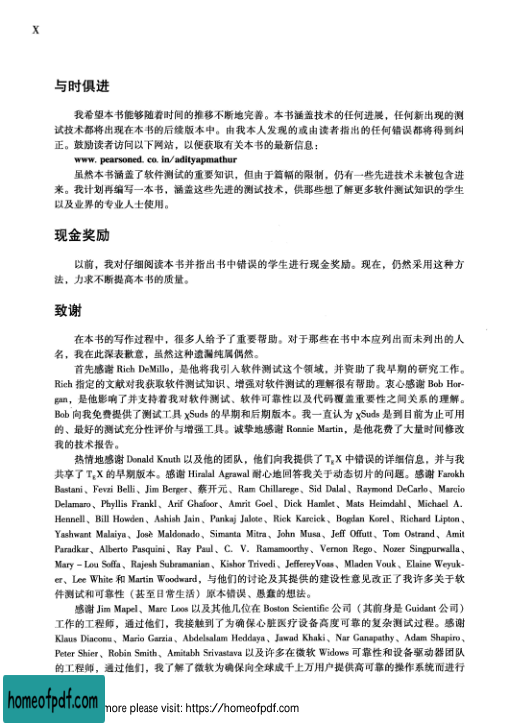 X
与时俱进
我希望本书能够随着时间的推移不断地完善。本书涵盖技术的任何进展，任何新出现的测
试技术都将出现在本书的后续版本中。由我本人发现的或由读者指出的任何错误都将得到纠
正。鼓励读者访问以下网站，以便获取有关本书的最新信息：
www. pearsoned. co. in/adityapmathur
虽然本书涵盖了软件测试的重要知识，但由于篇幅的限制，仍有一些先进技术未被包含进
来。我计划再编写一本书，涵盖这些先进的测试技术，供那些想了解更多软件测试知识的学生
以及业界的专业人士使用。
现金奖励
以前，我对仔细阅读本书并指出书中错误的学生进行现金奖励。现在，仍然采用这种方
法，力求不断提高本书的质量。
致谢
在本书的写作过程中，很多人给予了重要帮助。对于那些在书中本应列出而未列出的人
名，我在此深表歉意，虽然这种遗漏纯属偶然。
首先感谢 Rich DeMillo，是他将我引入软件测试这个领域，并资助了我早期的研究工作。
Rich 指定的文献对我获取软件测试知识、增强对软件测试的理解很有帮助。衷心感谢 Bob Hor-
gan，是他影响了并支持着我对软件测试、软件可靠性以及代码覆盖重要性之间关系的理解。
Bob 向我免费提供了测试工具 χSuds 的早期和后期版本。我一直认为 χSuds 是到目前为止可用
的、最好的测试充分性评价与增强工具。诚挚地感谢 Ronnie Martin，是他花费了大量时间修改
我的技术报告。
热情地感谢 Donald Knuth 以及他的团队，他们向我提供了 TEX 中错误的详细信息，并与我
共享了 TEX 的早期版本。感谢 Hiralal Agrawal 耐心地回答我关于动态切片的问题。感谢 Farokh
Bastani、Fevzi Belli、Jim Berger、蔡开元、Ram Chillarege、Sid Dalal、Raymond DeCarlo、Marcio
Delamaro、Phyllis Frankl、Arif Ghafoor、Amrit Goel、Dick Hamlet、Mats Heimdahl、Michael A.
Hennell、Bill Howden、Ashish Jain、Pankaj Jalote、Rick Karcick、Bogdan Korel、Richard Lipton、
Yashwant Malaiya、Josè Maldonado、Simanta Mitra、John Musa、Jeff Offutt、Tom Ostrand、Amit
Paradkar、Alberto Pasquini、Ray Paul、C. V. Ramamoorthy、Vernon Rego、Nozer Singpurwalla、
Mary－Lou Soffa、Rajesh Subramanian、Kishor Trivedi、JeffereyVoas、Mladen Vouk、Elaine Weyuk-
er、Lee White 和 Martin Woodward，与他们的讨论及其提供的建设性意见改正了我许多关于软
件测试和可靠性（甚至日常生活）原本错误、愚蠢的想法。
感谢 Jim Mapel、Marc Loos 以及其他几位在 Boston Scientific 公司（其前身是 Guidant 公司）
工作的工程师，通过他们，我接触到了为确保心脏医疗设备高度可靠的复杂测试过程。感谢
Klaus Diaconu、Mario Garzia、Abdelsalam Heddaya、Jawad Khaki、Nar Ganapathy、Adam Shapiro、
Peter Shier、Robin Smith、Amitabh Srivastava 以及许多在微软 Widows 可靠性和设备驱动器团队
的工程师，通过他们，我了解了微软为确保向全球成千上万用户提供高可靠的操作系统而进行
homeofpdf.com
more please visit: https://homeofpdf.com